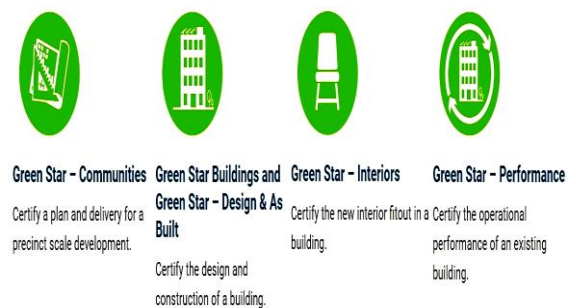 Green Star – Communities
Certify a plan and delivery for a
precinct scale development.
Green Star Buildings and
Green Star – Design & As
Built
Certify the design and
construction of a building.
Green Star – Interiors
Certify the new interior fitout in a
building.
Green Star – Performance
Certify the operational
performance of an existing
building.